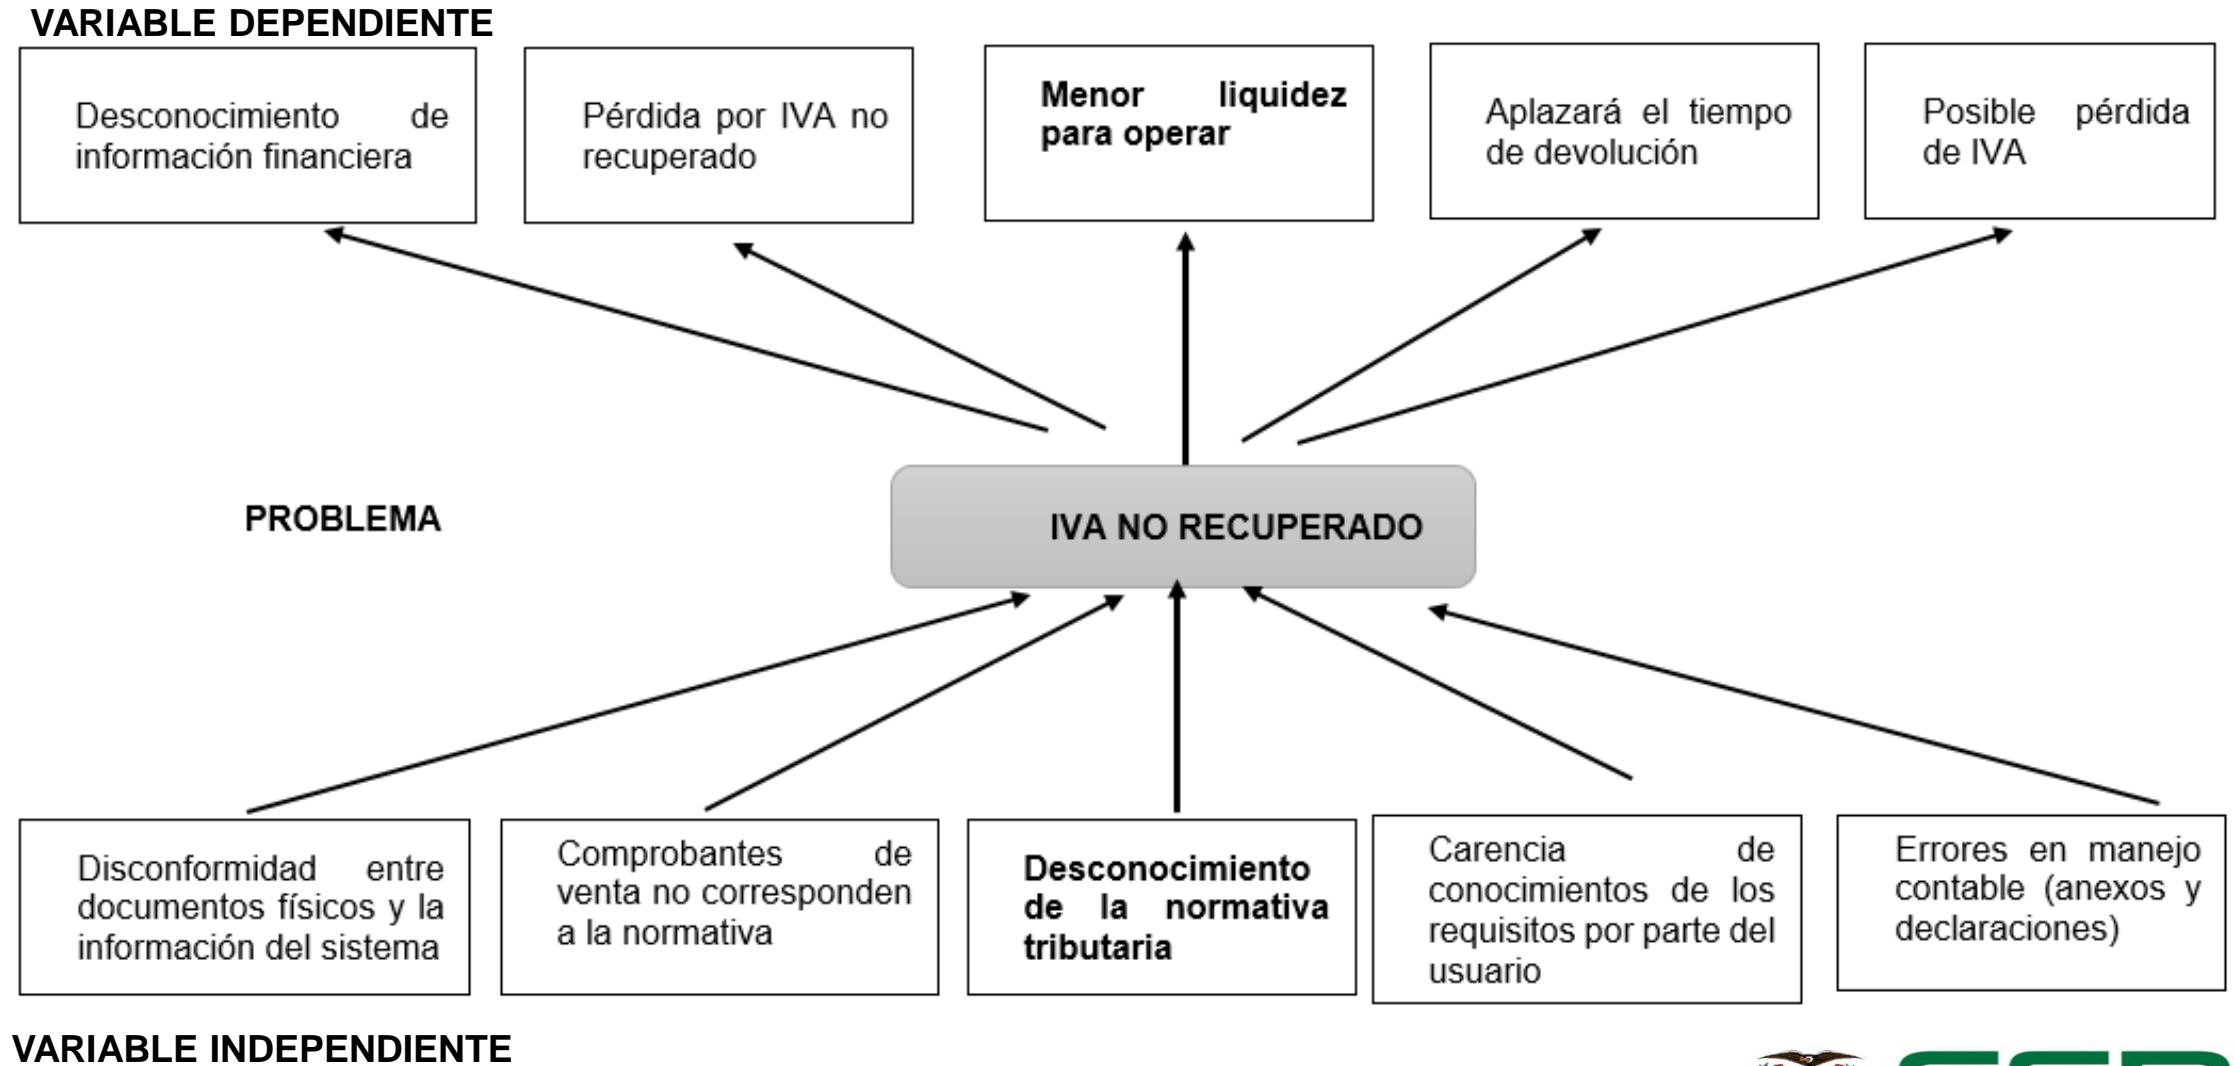 VARIABLE DEPENDIENTE
Desconocimiento de
información financiera
Pérdida por IVA no
recuperado
Menor liquidez
para operar
Aplazará el tiempo
de devolución
Posible pérdida
de IVA
PROBLEMA
IVA NO RECUPERADO
Disconformidad entre
documentos físicos y la
información del sistema
Comprobantes de
venta no corresponden
a la normativa
Desconocimiento
de la normativa
tributaria
Carencia de
conocimientos de los
requisitos por parte del
usuario
Errores en manejo
contable (anexos y
declaraciones)
VARIABLE INDEPENDIENTE